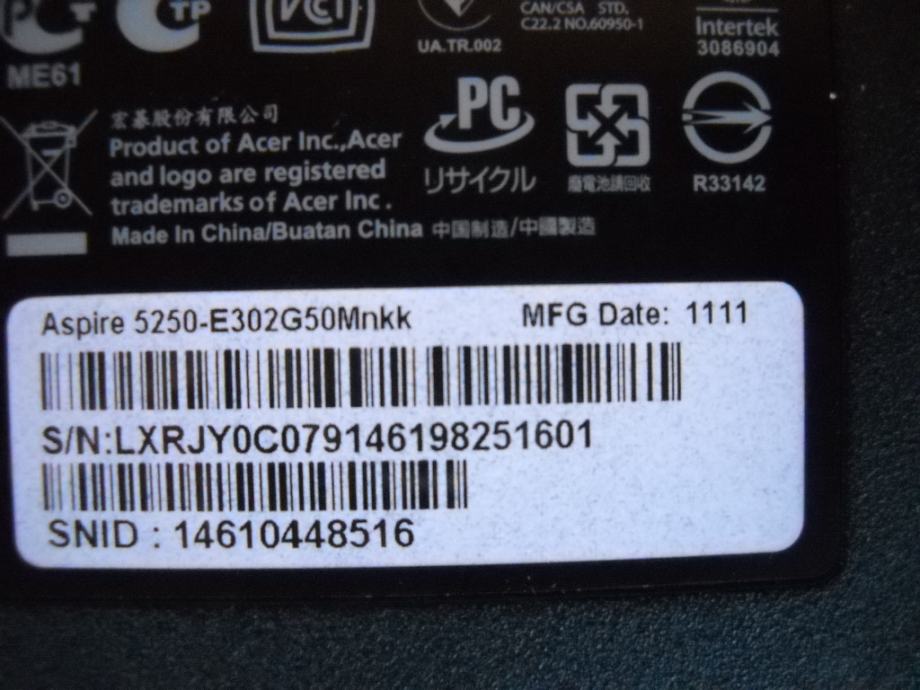 PC
T
C
TP
VCCI
UA.TR.002
CAN/CSA STD.
C22.2 NO.60950-1
Intertek
3086904
ME61
宏碁股份有限公司
Product of Acer Inc.,Acer
and logo are registered
trademarks of Acer Inc .
Made In China/Buatan China 中国制造/中國製造
PC
リサイクル
廢電池請回收
R33142
Aspire 5250-E302G50Mnkk
MFG Date: 1111
S/N:LXRJY0C079146198251601
SNID : 14610448516